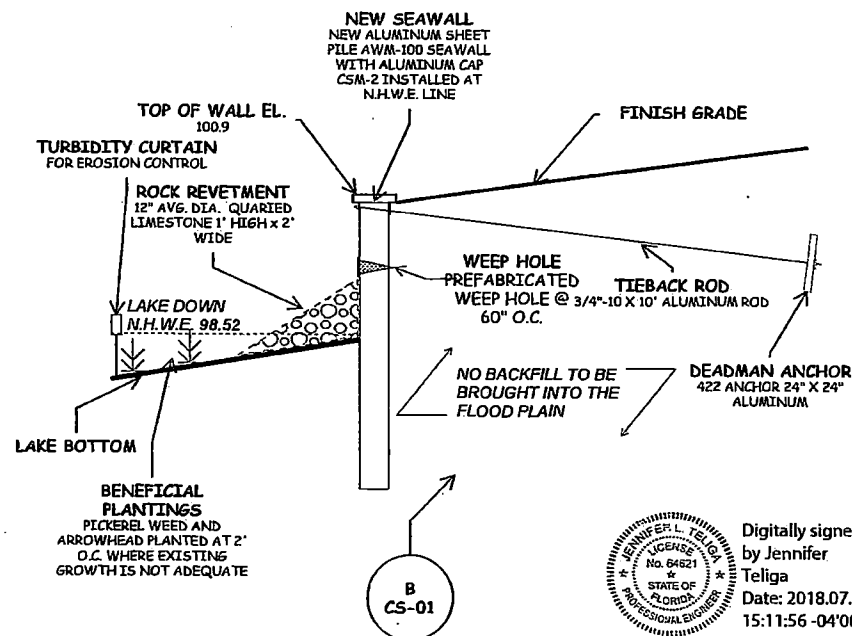 NEW SEAWALL
NEW ALUMINUM SHEET
PILE AWM-100 SEAWALL
WITH ALUMINUM CAP
CSM-2 INSTALLED AT
N.H.W.E. LINE
TOP OF WALL EL.
100.9
FINISH GRADE
TURBIDITY CURTAIN
FOR EROSION CONTROL
ROCK REVETMENT
12" AVG. DIA. QUARIED
LIMESTONE 1' HIGH x 2'
WIDE
WEEP HOLE
PREFABRICATED
WEEP HOLE @
60" O.C.
TIEBACK ROD
3/4"-10 X 10' ALUMINUM ROD
LAKE DOWN
N.H.W.E. 98.52
NO BACKFILL TO BE
BROUGHT INTO THE
FLOOD PLAIN
DEADMAN ANCHOR
422 ANCHOR 24" X 24"
ALUMINUM
LAKE BOTTOM
BENEFICIAL
PLANTINGS
PICKEREL WEED AND
ARROWHEAD PLANTED AT 2'
O.C. WHERE EXISTING
GROWTH IS NOT ADEQUATE
B
CS-01
JENNIFER L. TELIGA
LICENSE
No. 64621
STATE OF
FLORIDA
PROFESSIONAL ENGINEER
Digitally signe
by Jennifer
Teliga
Date: 2018.07.
15:11:56 -04'00